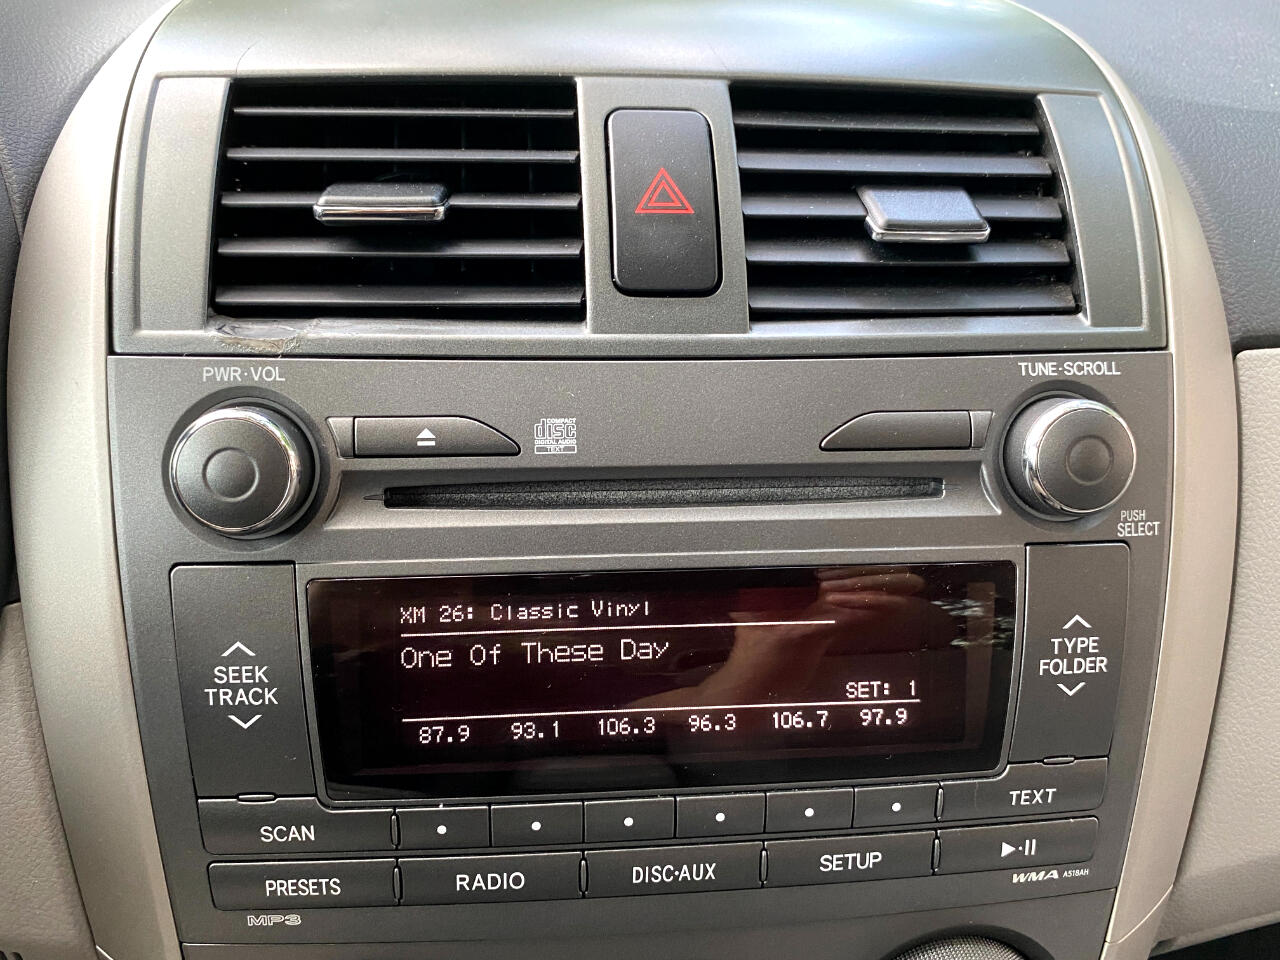 PWR·VOL
TUNE·SCROLL
COMPACT
disc
DIGITAL AUDIO
TEXT
PUSH
SELECT
XM 26: Classic Vinyl
One Of These Day
SET: 1
87.9 93.1 106.3 96.3 106.7 97.9
SEEK
TRACK
TYPE
FOLDER
SCAN
TEXT
PRESETS
RADIO
DISC·AUX
SETUP
MP3
WMA A518AH